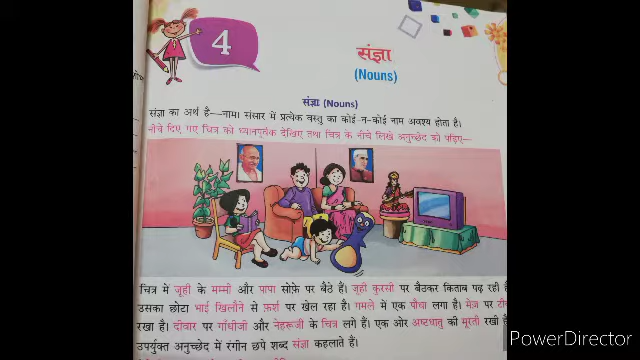 4
संज्ञा
(Nouns)
संज्ञा (Nouns)
संज्ञा का अर्थ है—नाम। संसार में प्रत्येक वस्तु का कोई-न-कोई नाम अवश्य होता है।
नीचे दिए गए चित्र को ध्यानपूर्वक देखिए तथा चित्र के नीचे लिखे अनुच्छेद को पढ़िए—
चित्र में जूही के मम्मी और पापा सोफ़े पर बैठे हैं। जूही कुरसी पर बैठकर किताब पढ़ रही
उसका छोटा भाई खिलौने से फ़र्श पर खेल रहा है। गमले में एक पौधा लगा है। मेज़ पर
रखा है। दीवार पर गाँधीजी और नेहरूजी के चित्र लगे हैं। एक ओर अष्टधातु की मूरती रखी
उपर्युक्त अनुच्छेद में रंगीन छपे शब्द संज्ञा कहलाते हैं।
PowerDirector